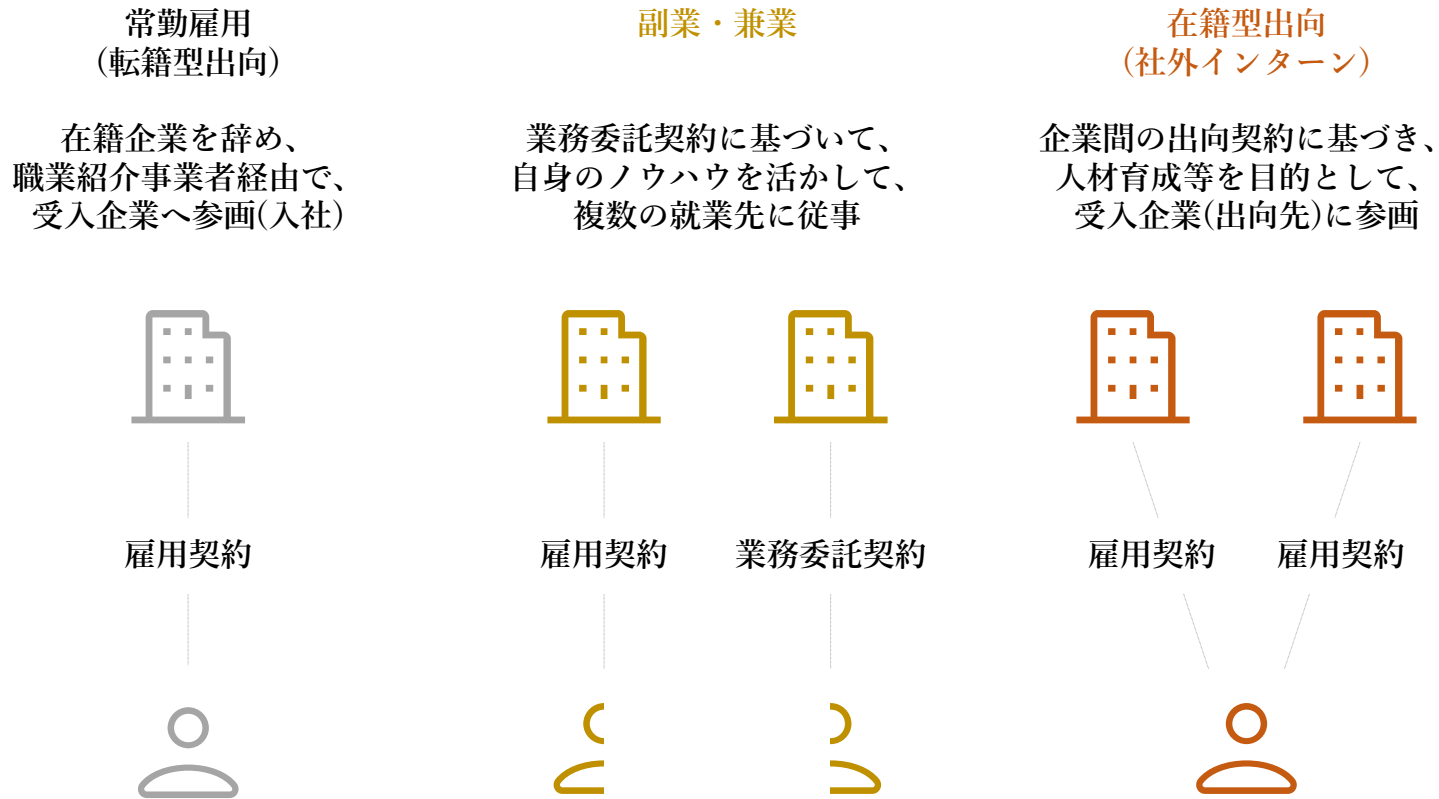 常勤雇用
(転籍型出向)
在籍企業を辞め、
職業紹介事業者経由で、
受入企業へ参画(入社)
雇用契約
副業・兼業
業務委託契約に基づいて、
自身のノウハウを活かして、
複数の就業先に従事
雇用契約
業務委託契約
在籍型出向
(社外インターン)
企業間の出向契約に基づき、
人材育成等を目的として、
受入企業(出向先)に参画
雇用契約
雇用契約